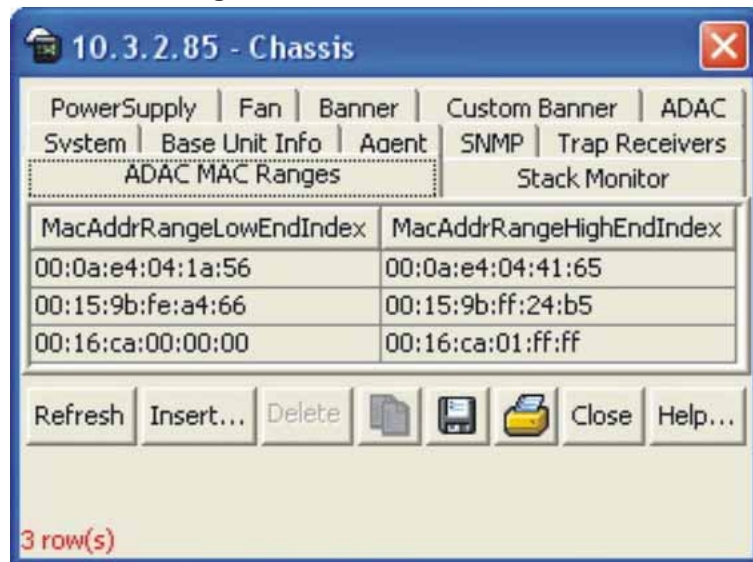 10.3.2.85 - Chassis
PowerSupply Fan Banner Custom Banner ADAC
System Base Unit Info Agent SNMP Trap Receivers
ADAC MAC Ranges Stack Monitor
MacAddrRangeLowEndIndex MacAddrRangeHighEndIndex
00:0a:e4:04:1a:56 00:0a:e4:04:41:65
00:15:9b:fe:a4:66 00:15:9b:ff:24:b5
00:16:ca:00:00:00 00:16:ca:01:ff:ff
Refresh Insert... Delete Close Help...
3 row(s)